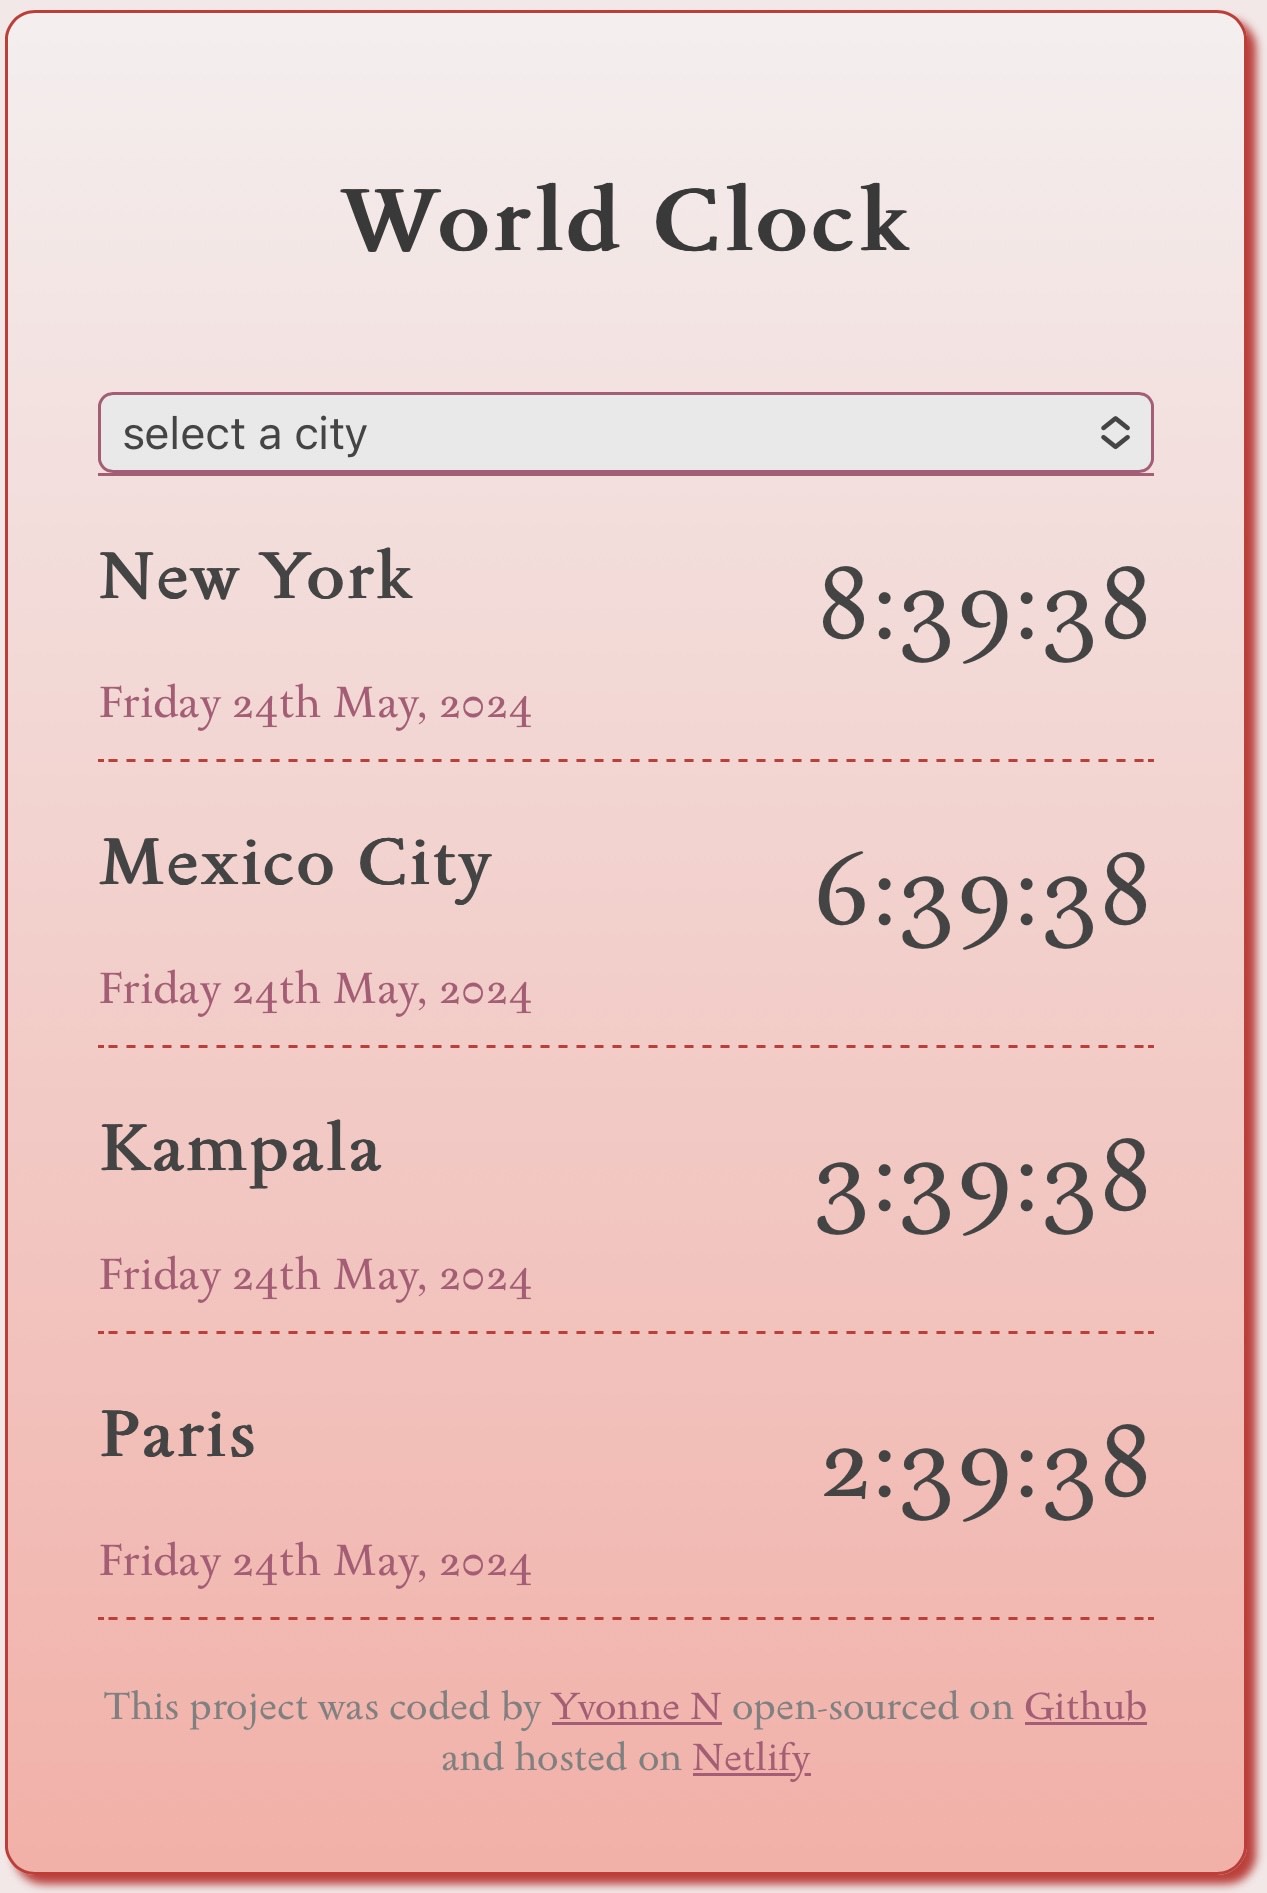 World Clock
select a city
New York
8:39:38
Friday 24th May, 2024
Mexico City
6:39:38
Friday 24th May, 2024
Kampala
3:39:38
Friday 24th May, 2024
Paris
2:39:38
Friday 24th May, 2024
This project was coded by Yvonne N open-sourced on Github
and hosted on Netlify